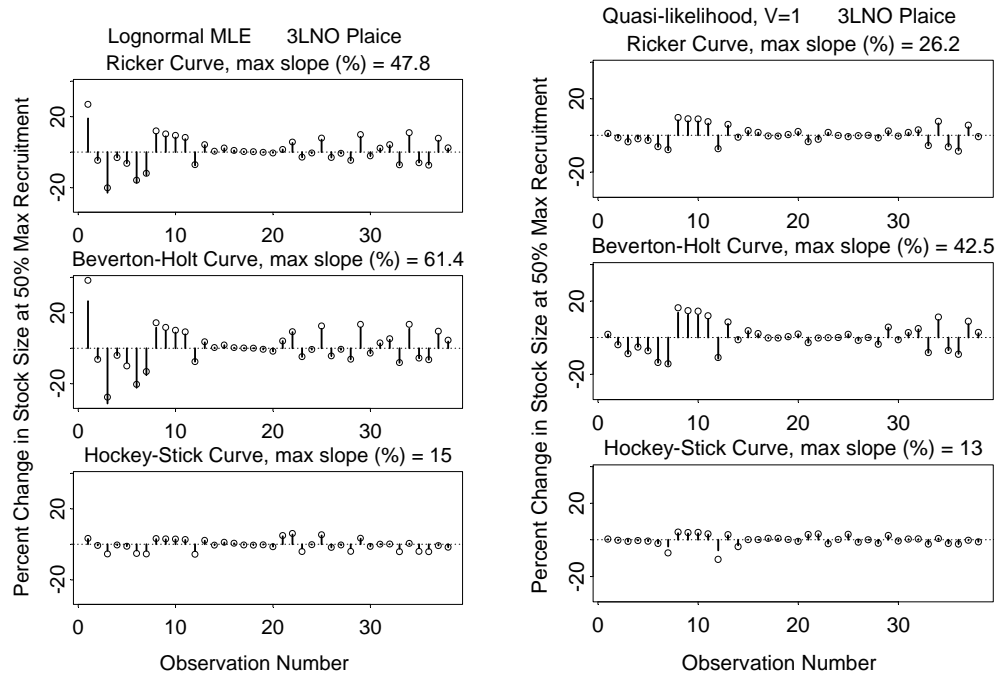 Lognormal MLE 3LNO Plaice
Ricker Curve, max slope (%) = 47.8
20
-20
0 10 20 30
Beverton-Holt Curve, max slope (%) = 61.4
20
-20
0 10 20 30
Hockey-Stick Curve, max slope (%) = 15
20
-20
0 10 20 30
Observation Number
Percent Change in Stock Size at 50% Max Recruitment
Quasi-likelihood, V=1 3LNO Plaice
Ricker Curve, max slope (%) = 26.2
20
-20
0 10 20 30
Beverton-Holt Curve, max slope (%) = 42.5
20
-20
0 10 20 30
Hockey-Stick Curve, max slope (%) = 13
20
-20
0 10 20 30
Observation Number
Percent Change in Stock Size at 50% Max Recruitment